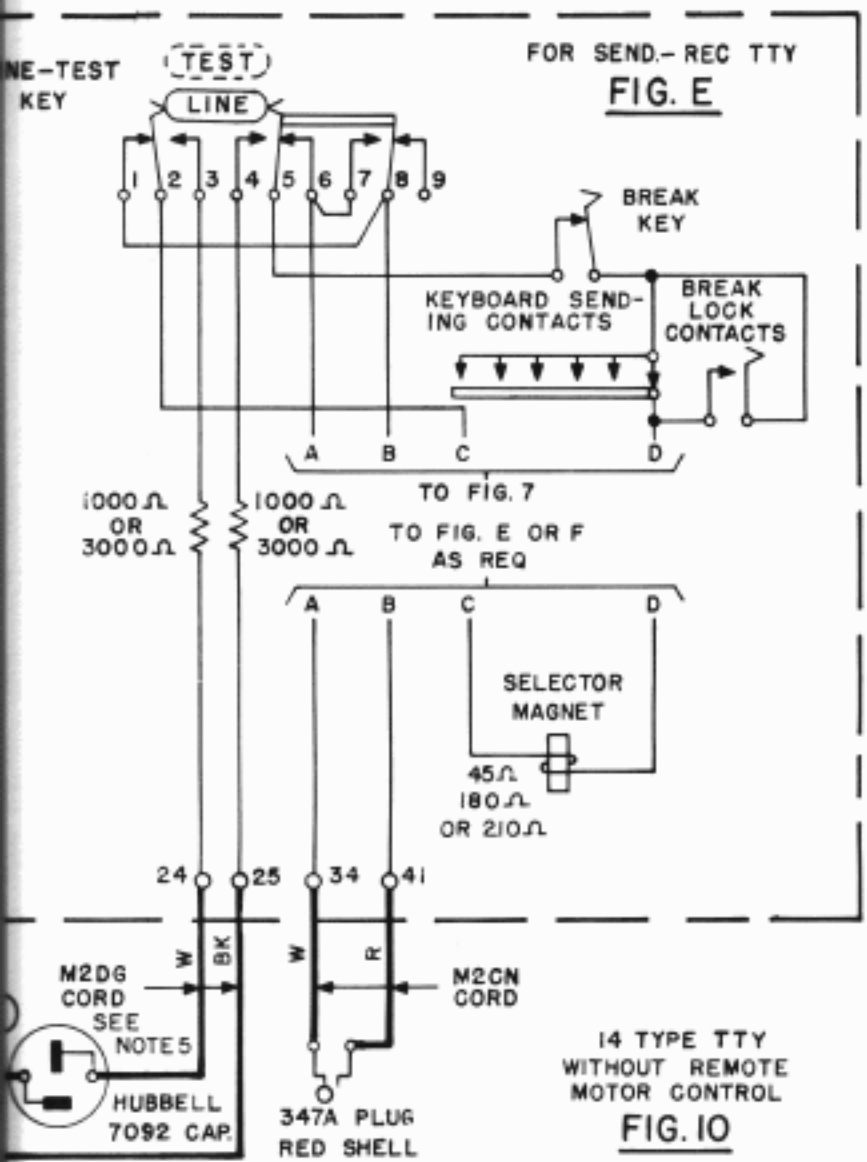 NE-TEST
KEY
TEST
LINE
FOR SEND.- REC TTY
FIG. E
1 2 3 4 5 6 7 8 9
BREAK
KEY
KEYBOARD SEND-
ING CONTACTS
BREAK
LOCK
CONTACTS
A B C D
TO FIG. 7
1000 Ω
OR
3000 Ω
1000 Ω
OR
3000 Ω
TO FIG. E OR F
AS REQ
A B C D
SELECTOR
MAGNET
45Ω
180Ω
OR 210Ω
24 25 34 41
W BK W R
M2DG
CORD
SEE
NOTE 5
M2CN
CORD
HUBBELL
7092 CAP.
347A PLUG
RED SHELL
14 TYPE TTY
WITHOUT REMOTE
MOTOR CONTROL
FIG. 10